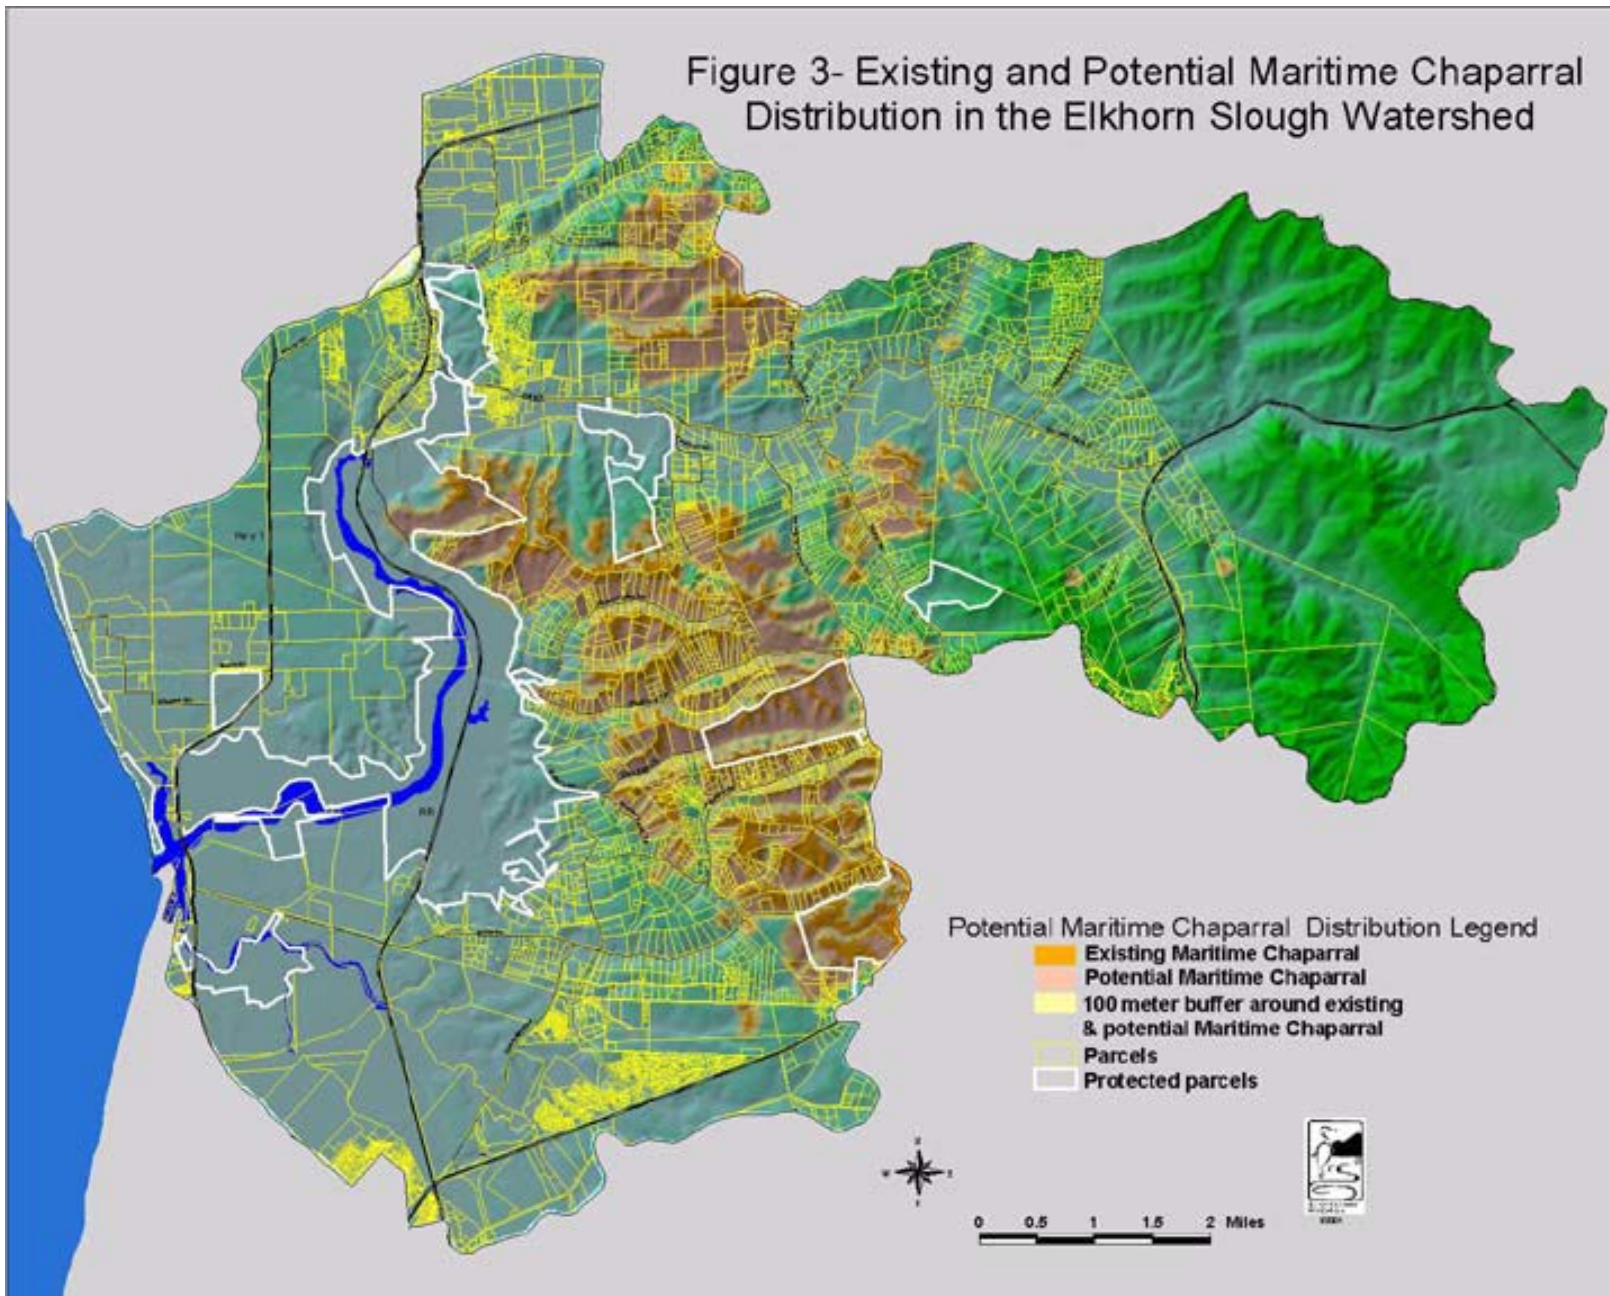 Figure 3- Existing and Potential Maritime Chaparral
Distribution in the Elkhorn Slough Watershed
RR
Potential Maritime Chaparral Distribution Legend
Existing Maritime Chaparral
Potential Maritime Chaparral
100 meter buffer around existing
& potential Maritime Chaparral
Parcels
Protected parcels
0 0.5 1 1.5 2 Miles